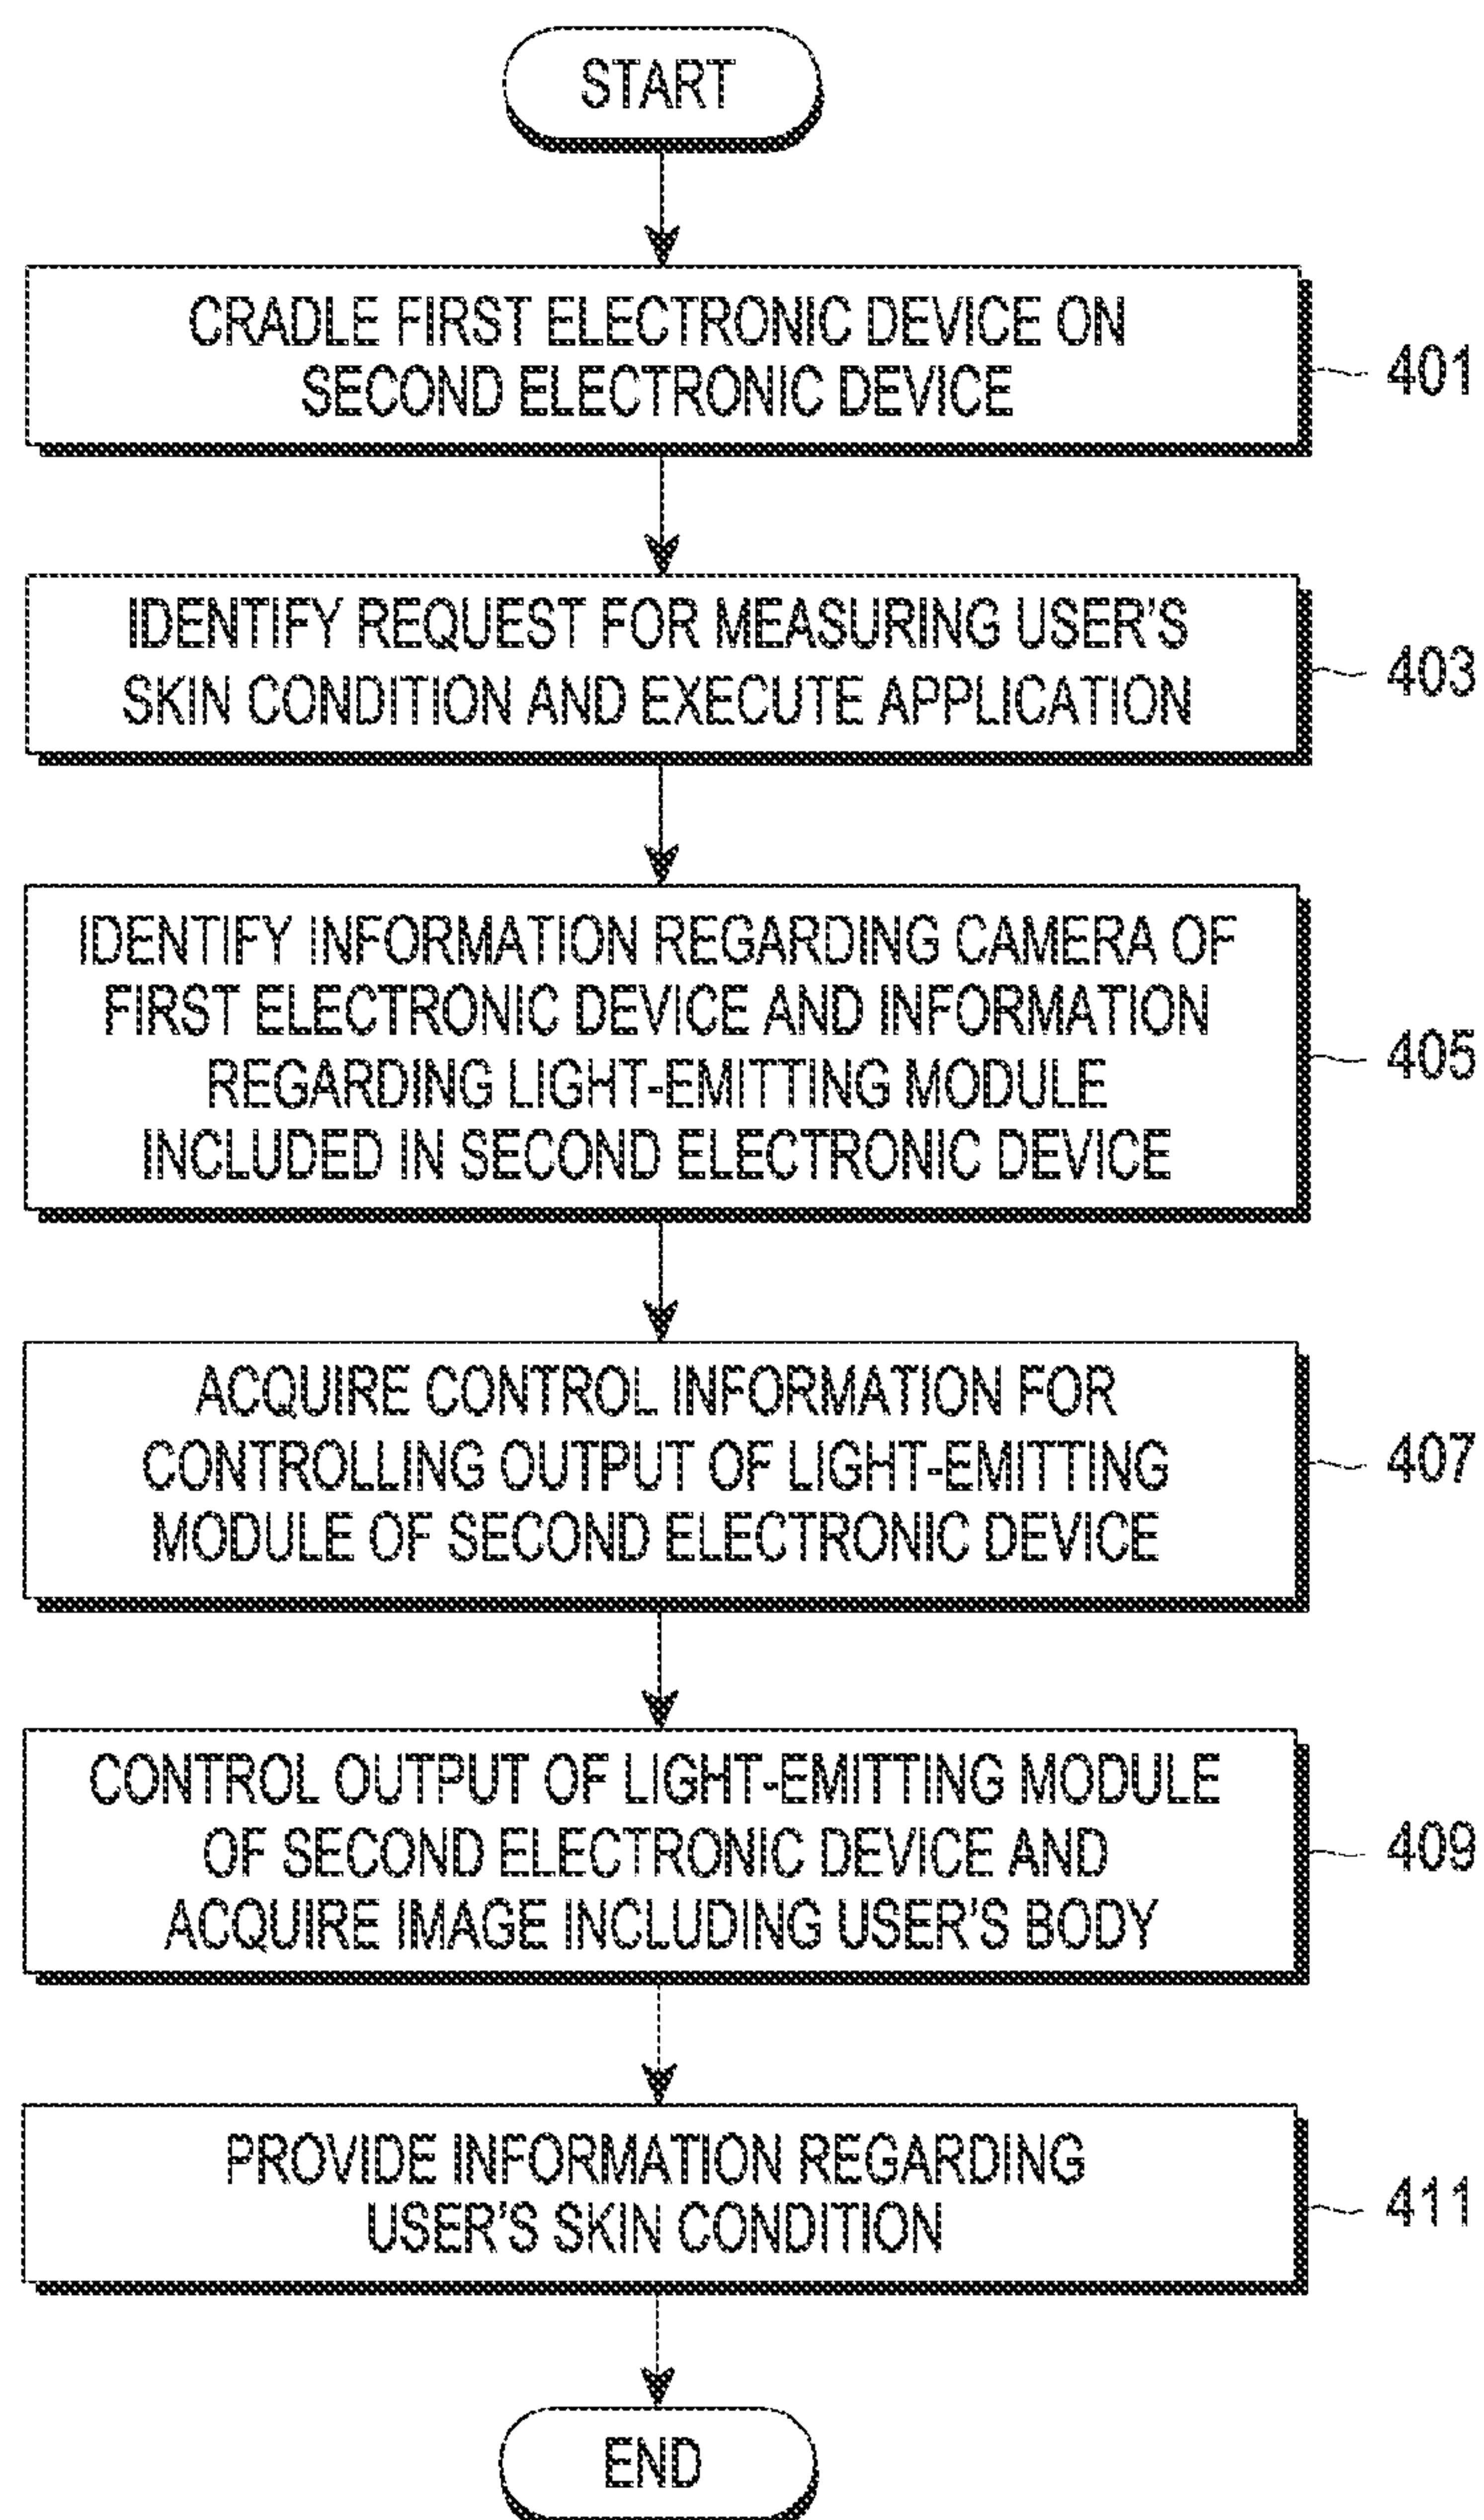 START
CRADLE FIRST ELECTRONIC DEVICE ON
SECOND ELECTRONIC DEVICE
401
IDENTIFY REQUEST FOR MEASURING USER'S
SKIN CONDITION AND EXECUTE APPLICATION
403
IDENTIFY INFORMATION REGARDING CAMERA OF
FIRST ELECTRONIC DEVICE AND INFORMATION
REGARDING LIGHT-EMITTING MODULE
INCLUDED IN SECOND ELECTRONIC DEVICE
405
ACQUIRE CONTROL INFORMATION FOR
CONTROLLING OUTPUT OF LIGHT-EMITTING
MODULE OF SECOND ELECTRONIC DEVICE
407
CONTROL OUTPUT OF LIGHT-EMITTING MODULE
OF SECOND ELECTRONIC DEVICE AND
ACQUIRE IMAGE INCLUDING USER'S BODY
409
PROVIDE INFORMATION REGARDING
USER'S SKIN CONDITION
411
END